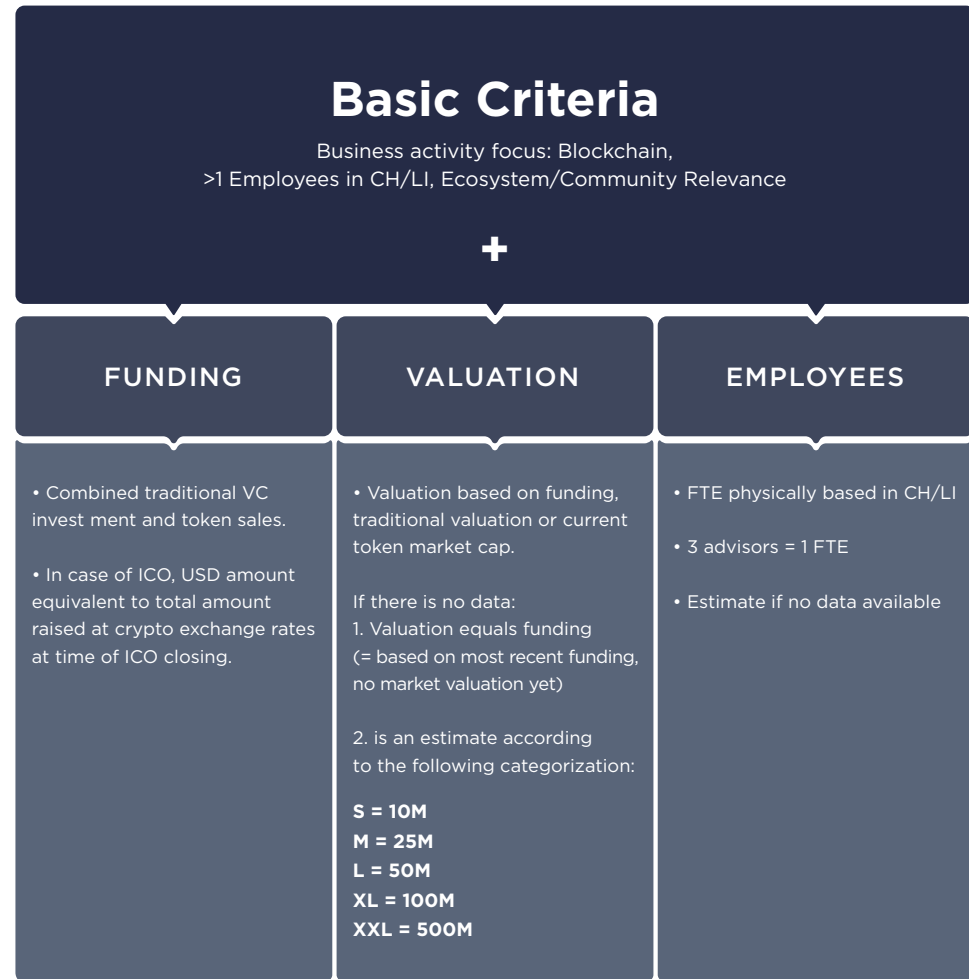 Basic Criteria
Business activity focus: Blockchain,
>1 Employees in CH/LI, Ecosystem/Community Relevance
+
FUNDING
• Combined traditional VC
invest ment and token sales.
• In case of ICO, USD amount
equivalent to total amount
raised at crypto exchange rates
at time of ICO closing.
VALUATION
• Valuation based on funding,
traditional valuation or current
token market cap.
If there is no data:
1. Valuation equals funding
(= based on most recent funding,
no market valuation yet)
2. is an estimate according
to the following categorization:
S = 10M
M = 25M
L = 50M
XL = 100M
XXL = 500M
EMPLOYEES
• FTE physically based in CH/LI
• 3 advisors = 1 FTE
• Estimate if no data available